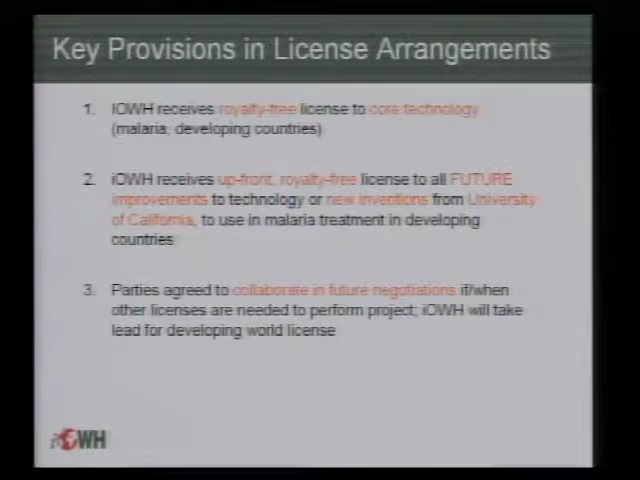 Key Provisions in License Arrangements
1. iOWH receives royalty-free license to core technology
(malaria, developing countries)
2. iOWH receives up-front, royalty-free license to all FUTURE
improvements to technology or new inventions from University
of California, to use in malaria treatment in developing
countries
3. Parties agreed to collaborate in future negotiations if/when
other licenses are needed to perform project; iOWH will take
lead for developing world license
iOWH